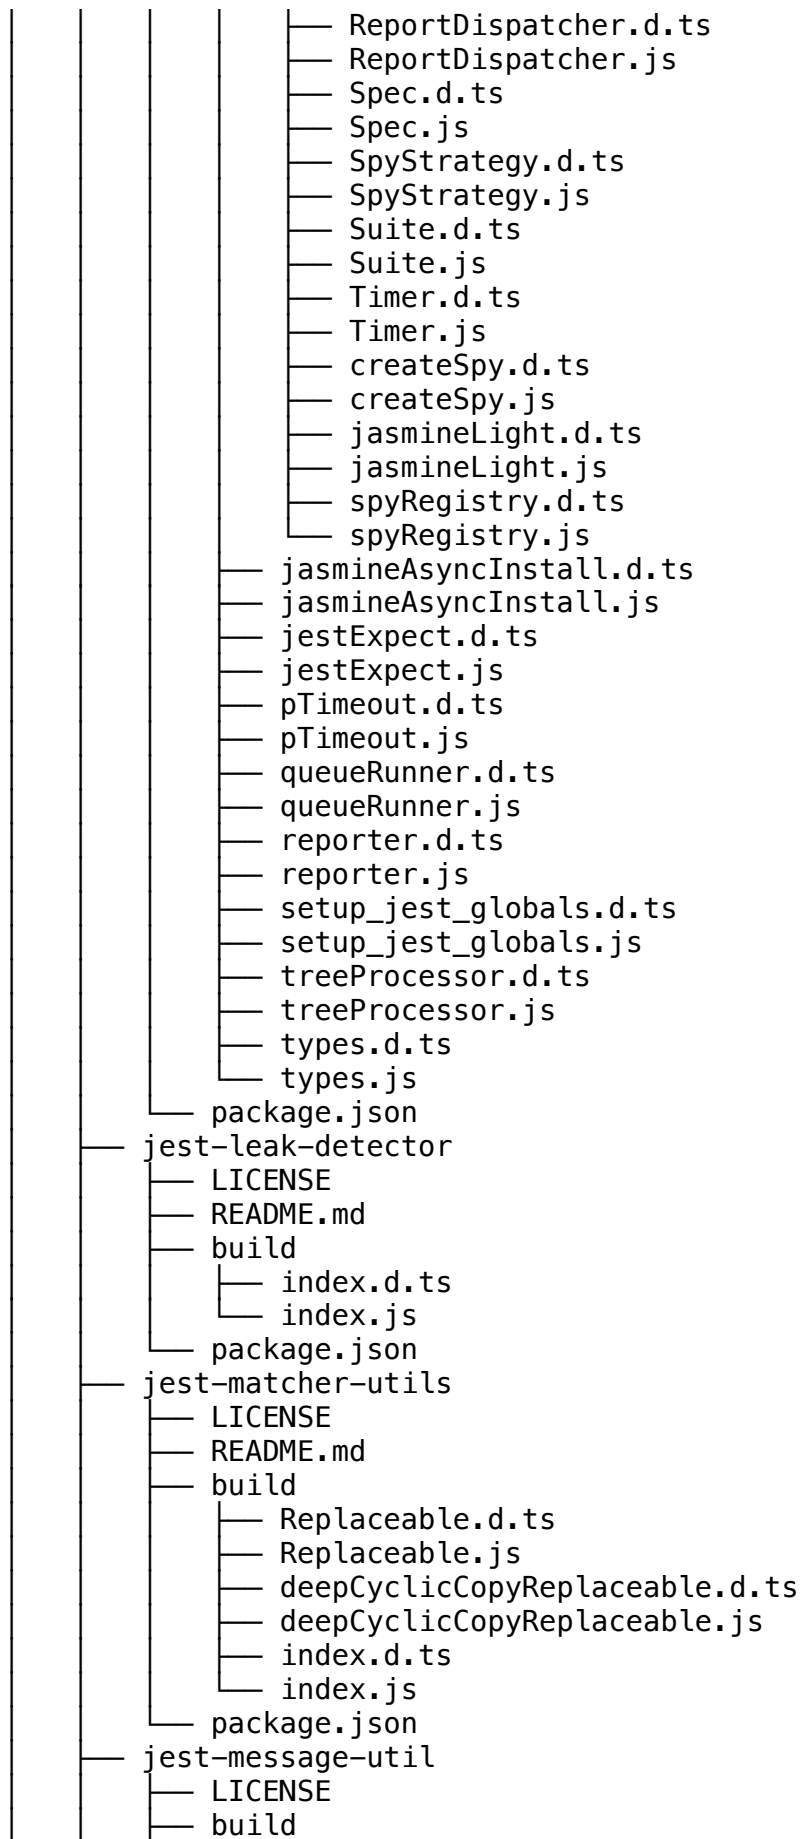 │   │   │   │   ├── ReportDispatcher.d.ts
│   │   │   │   ├── ReportDispatcher.js
│   │   │   │   ├── Spec.d.ts
│   │   │   │   ├── Spec.js
│   │   │   │   ├── SpyStrategy.d.ts
│   │   │   │   ├── SpyStrategy.js
│   │   │   │   ├── Suite.d.ts
│   │   │   │   ├── Suite.js
│   │   │   │   ├── Timer.d.ts
│   │   │   │   ├── Timer.js
│   │   │   │   ├── createSpy.d.ts
│   │   │   │   ├── createSpy.js
│   │   │   │   ├── jasmineLight.d.ts
│   │   │   │   ├── jasmineLight.js
│   │   │   │   ├── spyRegistry.d.ts
│   │   │   │   └── spyRegistry.js
│   │   │   ├── jasmineAsyncInstall.d.ts
│   │   │   ├── jasmineAsyncInstall.js
│   │   │   ├── jestExpect.d.ts
│   │   │   ├── jestExpect.js
│   │   │   ├── pTimeout.d.ts
│   │   │   ├── pTimeout.js
│   │   │   ├── queueRunner.d.ts
│   │   │   ├── queueRunner.js
│   │   │   ├── reporter.d.ts
│   │   │   ├── reporter.js
│   │   │   ├── setup_jest_globals.d.ts
│   │   │   ├── setup_jest_globals.js
│   │   │   ├── treeProcessor.d.ts
│   │   │   ├── treeProcessor.js
│   │   │   ├── types.d.ts
│   │   │   └── types.js
│   │   └── package.json
│   ├── jest-leak-detector
│   │   ├── LICENSE
│   │   ├── README.md
│   │   ├── build
│   │   │   ├── index.d.ts
│   │   │   └── index.js
│   │   └── package.json
│   ├── jest-matcher-utils
│   │   ├── LICENSE
│   │   ├── README.md
│   │   ├── build
│   │   │   ├── Replaceable.d.ts
│   │   │   ├── Replaceable.js
│   │   │   ├── deepCyclicCopyReplaceable.d.ts
│   │   │   ├── deepCyclicCopyReplaceable.js
│   │   │   ├── index.d.ts
│   │   │   └── index.js
│   │   └── package.json
│   ├── jest-message-util
│   │   ├── LICENSE
│   │   ├── build